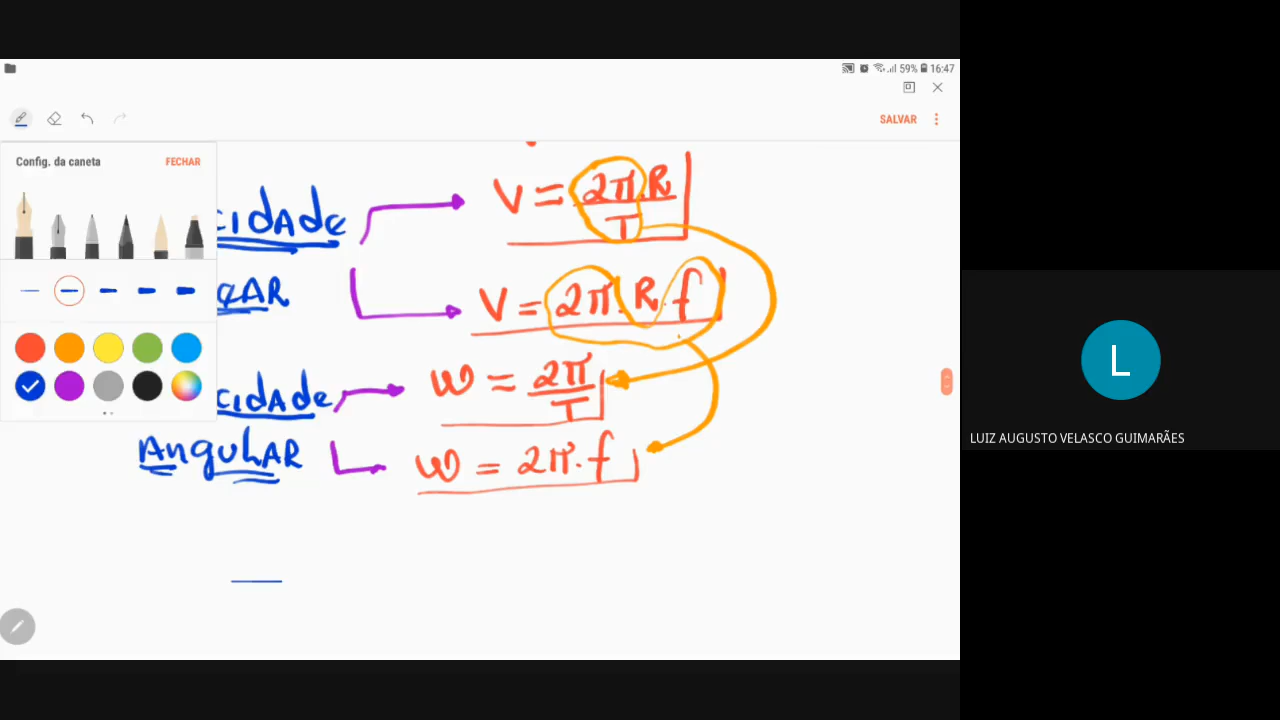 59% 16:47
SALVAR
Config. da caneta FECHAR
V = 2π.R/T
cidade
V = 2π.R.f
eAR
ω = 2π/T
cidade
Angular
ω = 2π.f
L
LUIZ AUGUSTO VELASCO GUIMARÃES